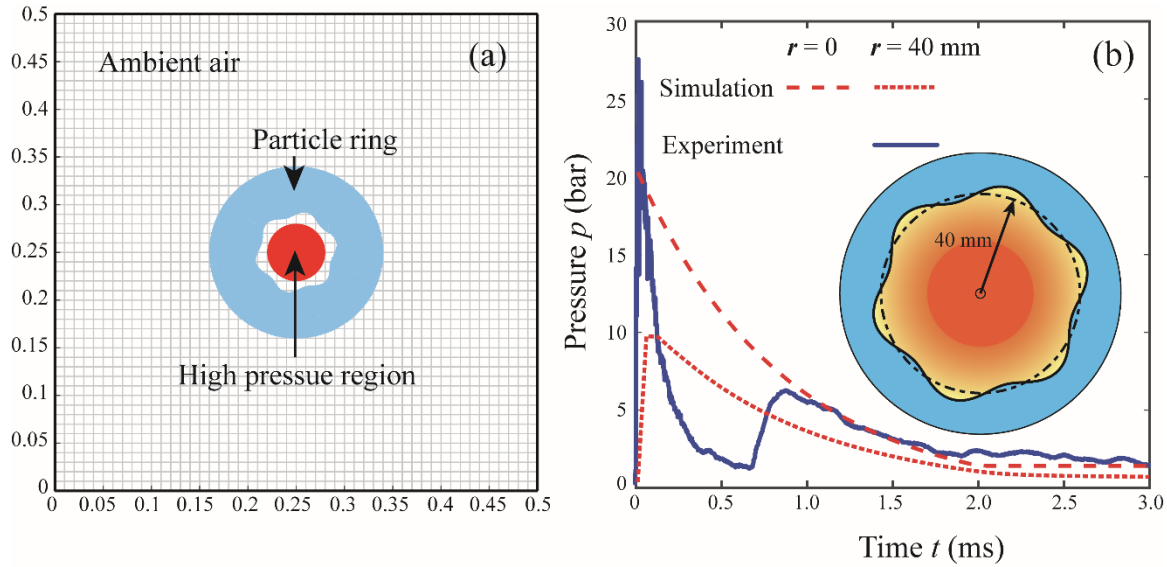 (a)
Ambient air
Particle ring
High pressue region
0.5
0.45
0.4
0.35
0.3
0.25
0.2
0.15
0.1
0.05
0
0 0.05 0.1 0.15 0.2 0.25 0.3 0.35 0.4 0.45 0.5
(b)
r = 0 r = 40 mm
Simulation
Experiment
40 mm
Pressure p (bar)
30
25
20
15
10
5
0
0 0.5 1.0 1.5 2.0 2.5 3.0
Time t (ms)